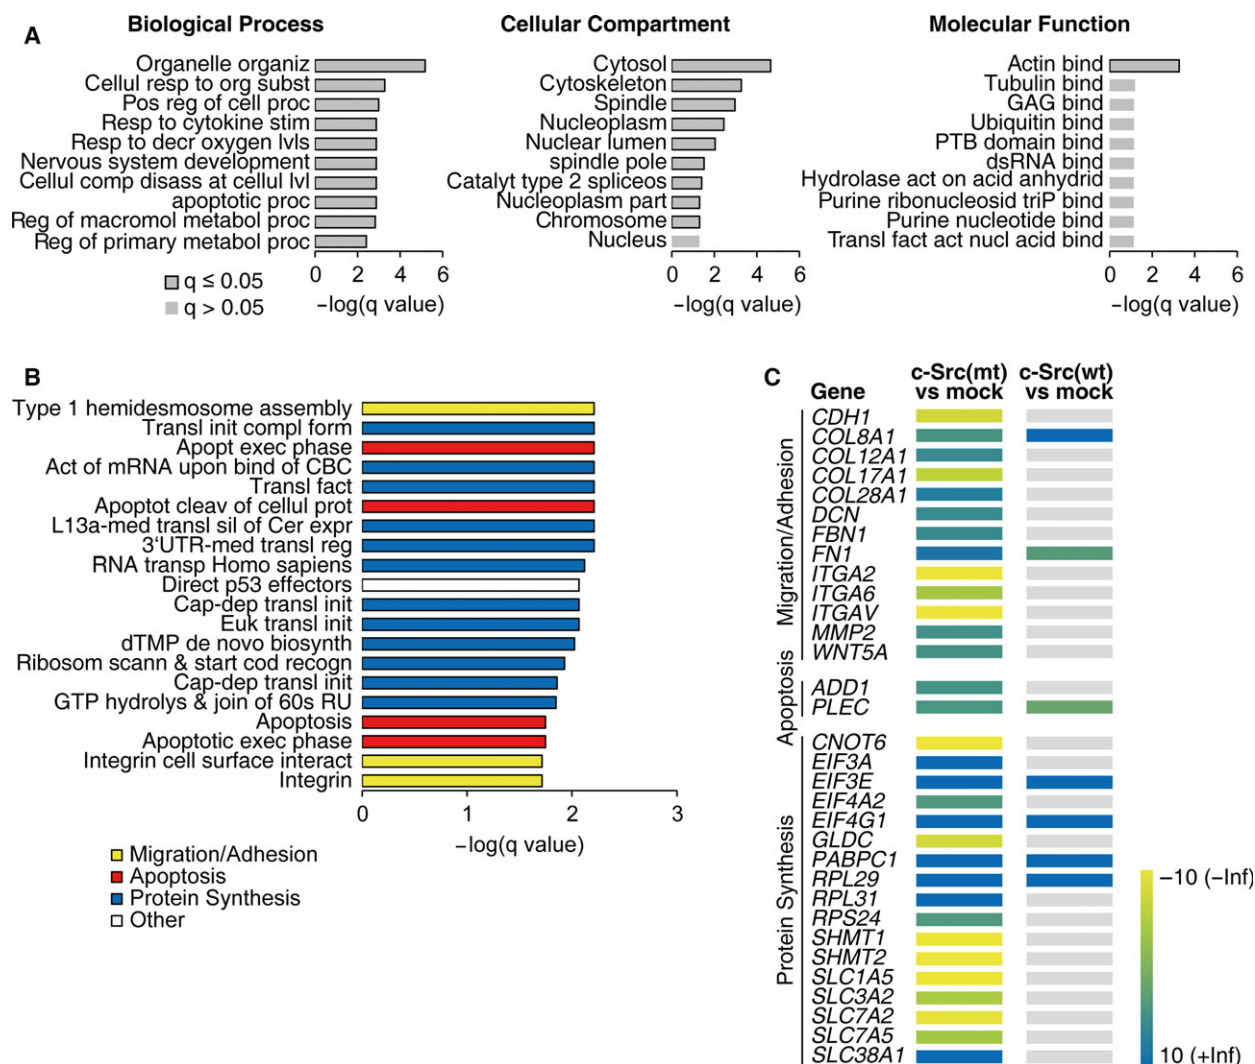 A
Biological Process
Organelle organiz
Cellul resp to org subst
Pos reg of cell proc
Resp to cytokine stim
Resp to decr oxygen lvls
Nervous system development
Cellul comp disass at cellul lvl
apoptotic proc
Reg of macromol metabol proc
Reg of primary metabol proc
0 2 4 6
−log(q value)
q ≤ 0.05
q > 0.05
Cellular Compartment
Cytosol
Cytoskeleton
Spindle
Nucleoplasm
Nuclear lumen
spindle pole
Catalyt type 2 spliceos
Nucleoplasm part
Chromosome
Nucleus
0 2 4 6
−log(q value)
Molecular Function
Actin bind
Tubulin bind
GAG bind
Ubiquitin bind
PTB domain bind
dsRNA bind
Hydrolase act on acid anhydrid
Purine ribonucleosid triP bind
Purine nucleotide bind
Transl fact act nucl acid bind
0 2 4 6
−log(q value)
B
Type 1 hemidesmosome assembly
Transl init compl form
Apopt exec phase
Act of mRNA upon bind of CBC
Transl fact
Apoptot cleav of cellul prot
L13a-med transl sil of Cer expr
3‘UTR-med transl reg
RNA transp Homo sapiens
Direct p53 effectors
Cap-dep transl init
Euk transl init
dTMP de novo biosynth
Ribosom scann & start cod recogn
Cap-dep transl init
GTP hydrolys & join of 60s RU
Apoptosis
Apoptotic exec phase
Integrin cell surface interact
Integrin
0 1 2 3
−log(q value)
Migration/Adhesion
Apoptosis
Protein Synthesis
Other
C
Gene
c-Src(mt)
vs mock
c-Src(wt)
vs mock
Migration/Adhesion
CDH1
COL8A1
COL12A1
COL17A1
COL28A1
DCN
FBN1
FN1
ITGA2
ITGA6
ITGAV
MMP2
WNT5A
Apoptosis
ADD1
PLEC
Protein Synthesis
CNOT6
EIF3A
EIF3E
EIF4A2
EIF4G1
GLDC
PABPC1
RPL29
RPL31
RPS24
SHMT1
SHMT2
SLC1A5
SLC3A2
SLC7A2
SLC7A5
SLC38A1
−10 (−Inf)
10 (+Inf)